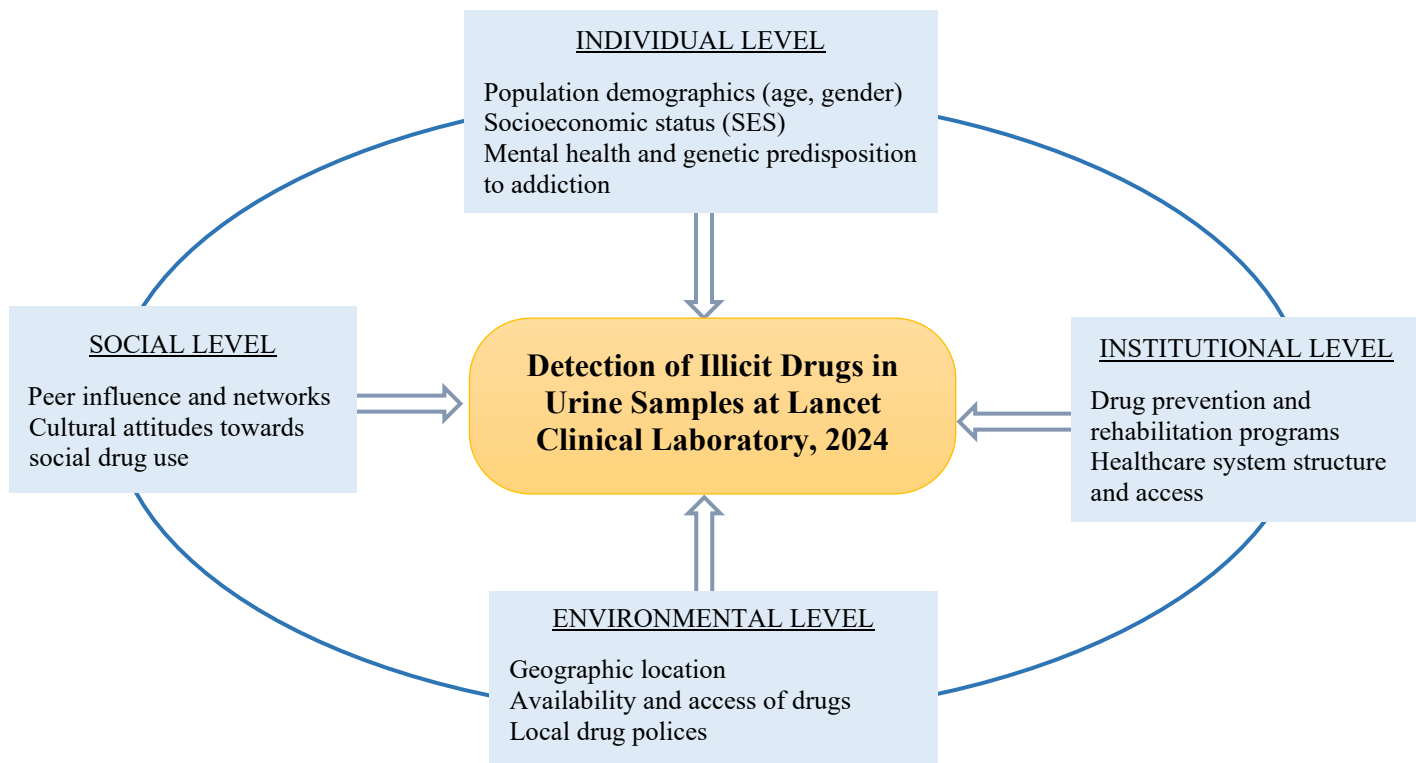 INDIVIDUAL LEVEL
Population demographics (age, gender)
Socioeconomic status (SES)
Mental health and genetic predisposition
to addiction
SOCIAL LEVEL
Peer influence and networks
Cultural attitudes towards
social drug use
Detection of Illicit Drugs in
Urine Samples at Lancet
Clinical Laboratory, 2024
INSTITUTIONAL LEVEL
Drug prevention and
rehabilitation programs
Healthcare system structure
and access
ENVIRONMENTAL LEVEL
Geographic location
Availability and access of drugs
Local drug polices